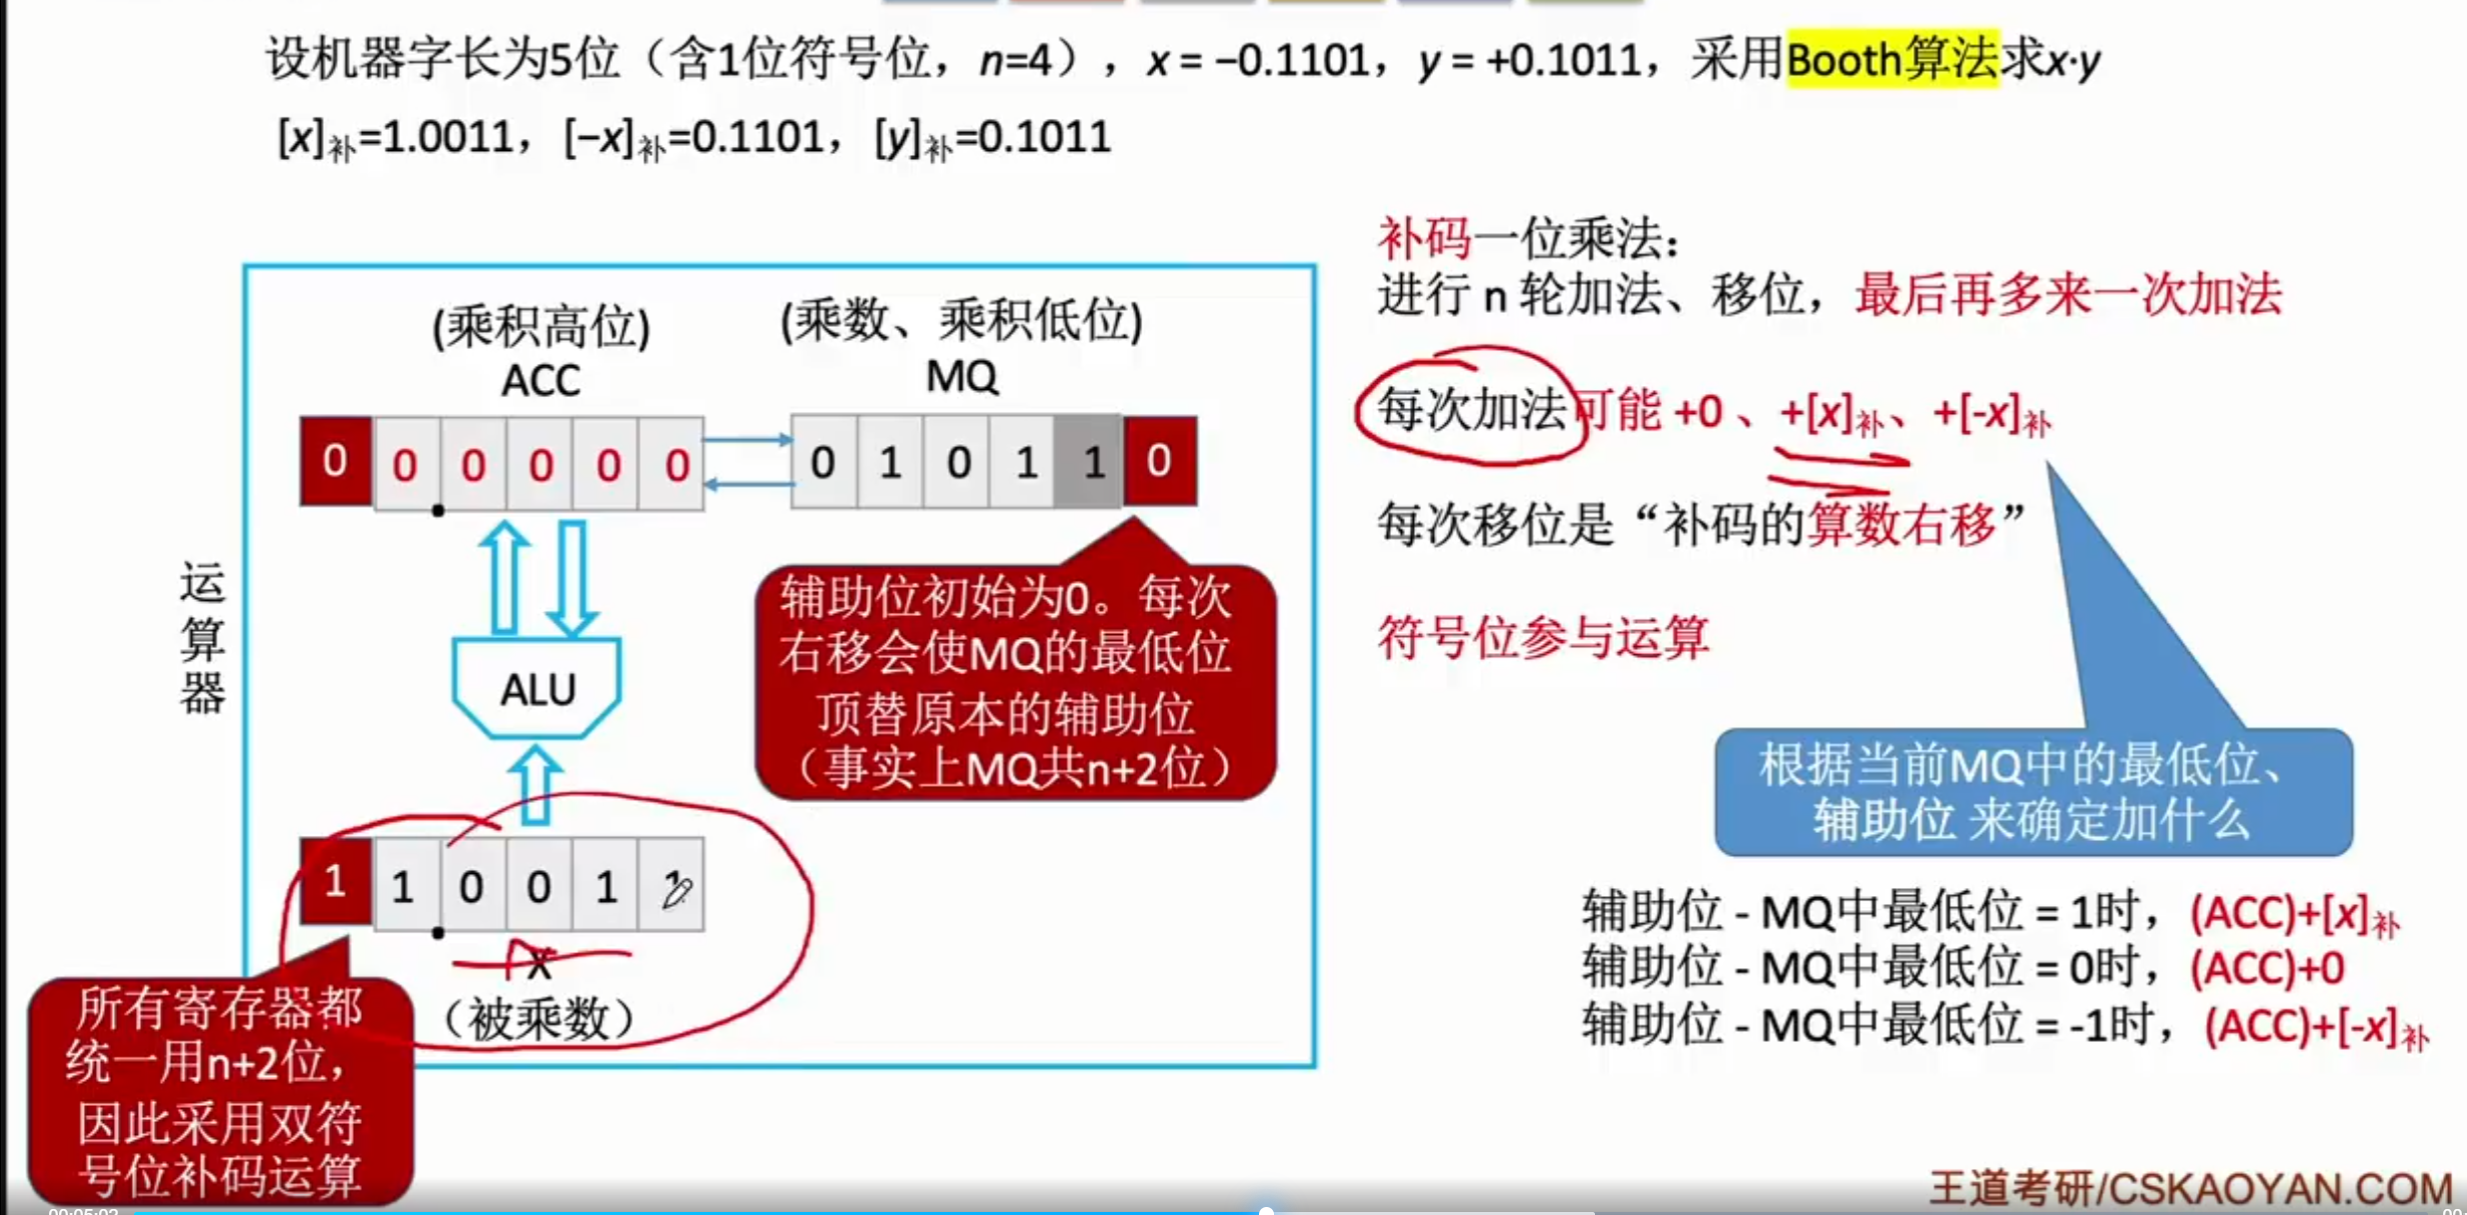 设机器字长为5位（含1位符号位，n=4），x = −0.1101，y = +0.1011，采用Booth算法求x·y
[x]补=1.0011，[−x]补=0.1101，[y]补=0.1011
补码一位乘法：
进行 n 轮加法、移位，最后再多来一次加法
每次加法可能 +0 、+[x]补、+[-x]补
每次移位是“补码的算数右移”
符号位参与运算
根据当前MQ中的最低位、
辅助位 来确定加什么
辅助位 - MQ中最低位 = 1时，(ACC)+[x]补
辅助位 - MQ中最低位 = 0时，(ACC)+0
辅助位 - MQ中最低位 = -1时，(ACC)+[-x]补
运算器
(乘积高位)
ACC
(乘数、乘积低位)
MQ
0 0 0 0 0 0
0 1 0 1 1 0
辅助位初始为0。每次
右移会使MQ的最低位
顶替原本的辅助位
（事实上MQ共n+2位）
ALU
1 1 0 0 1 1
X
（被乘数）
所有寄存器都
统一用n+2位，
因此采用双符
号位补码运算
王道考研/CSKAOYAN.COM